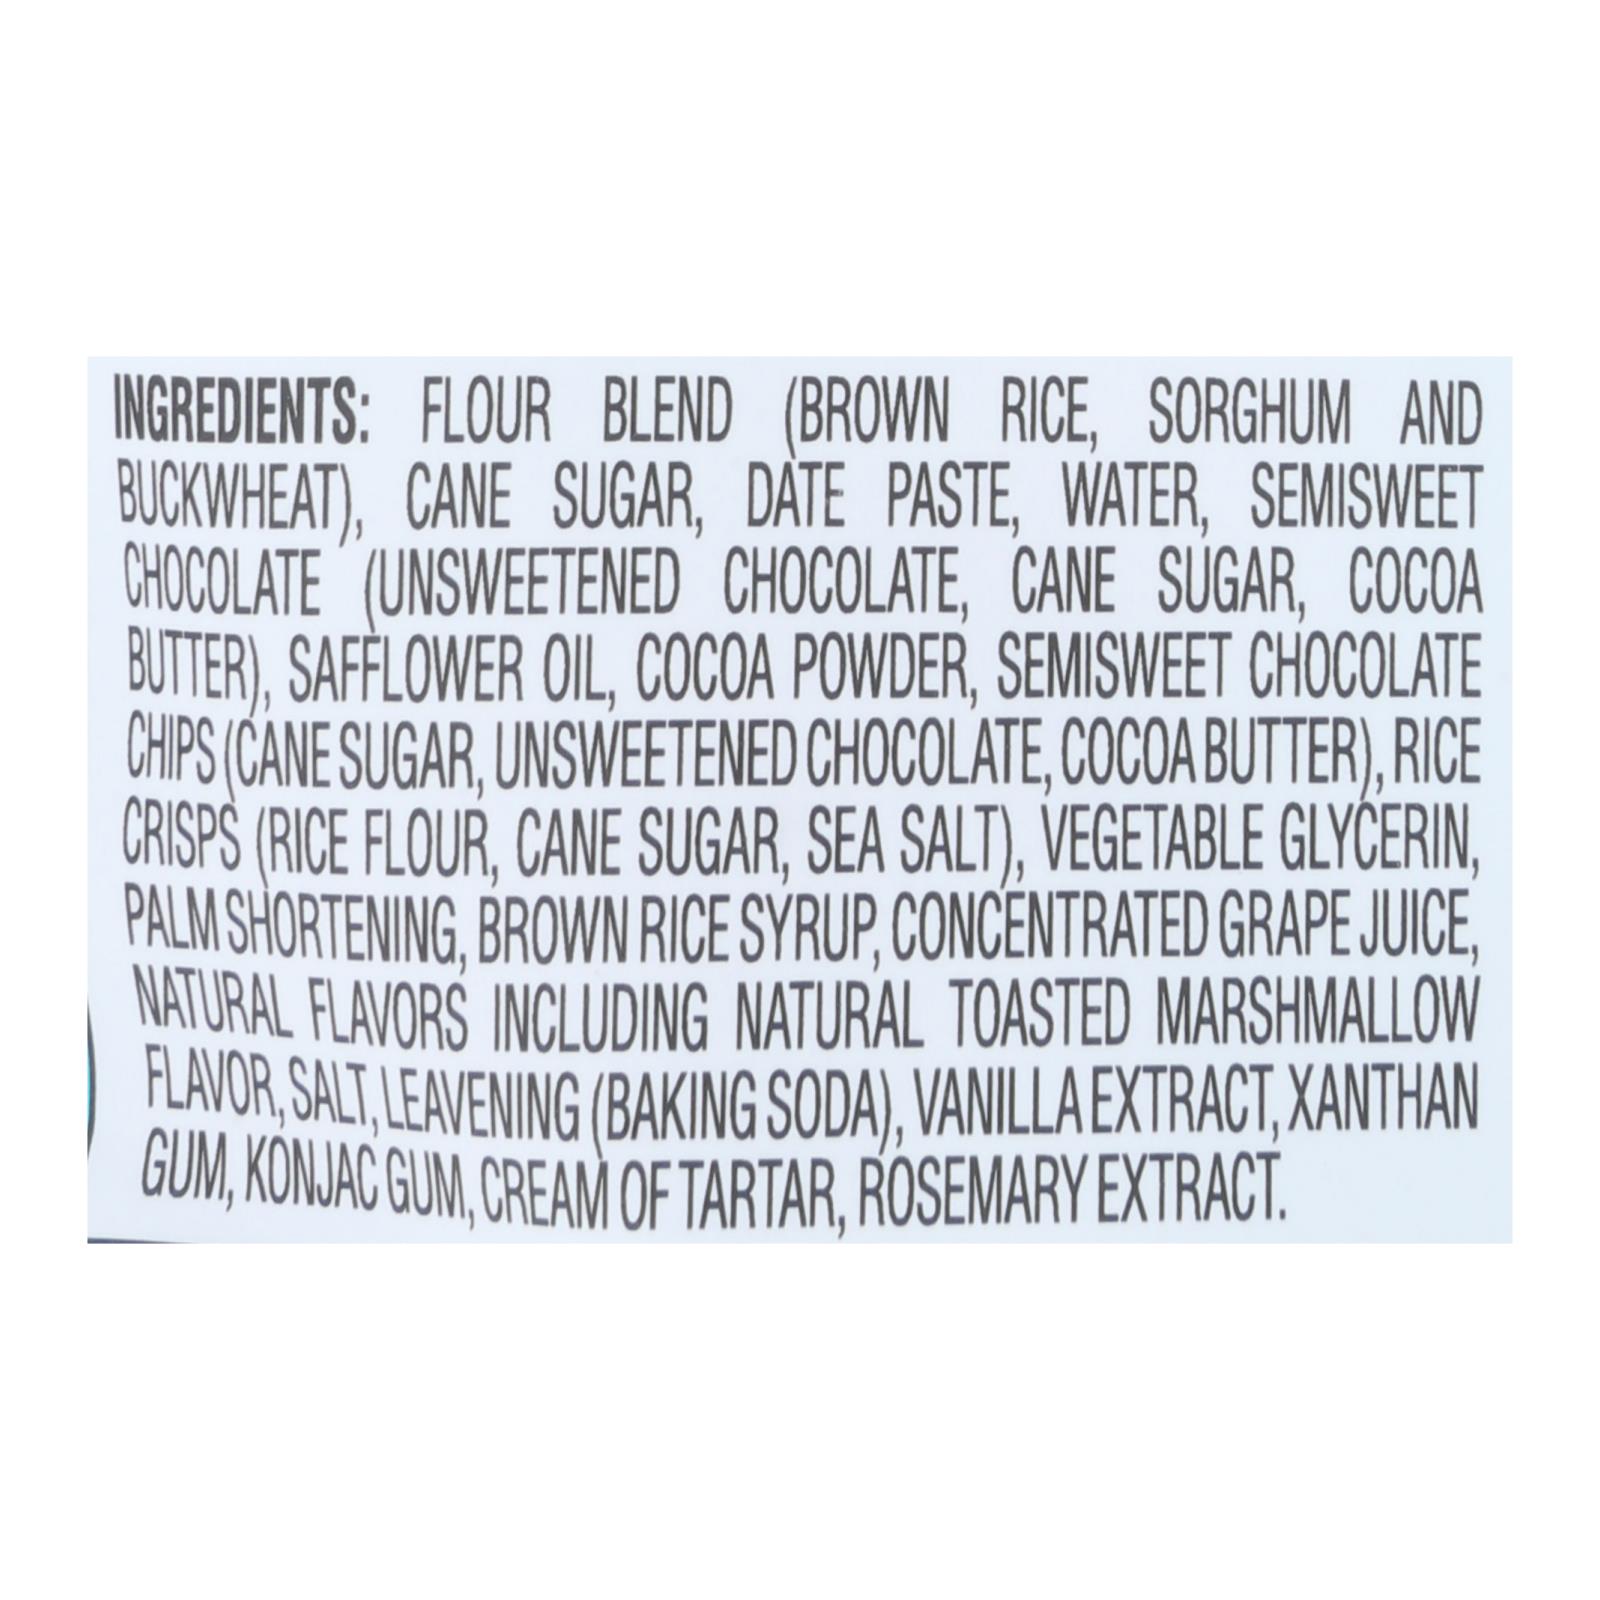 INGREDIENTS: FLOUR BLEND (BROWN RICE, SORGHUM AND
BUCKWHEAT), CANE SUGAR, DATE PASTE, WATER, SEMISWEET
CHOCOLATE (UNSWEETENED CHOCOLATE, CANE SUGAR, COCOA
BUTTER), SAFFLOWER OIL, COCOA POWDER, SEMISWEET CHOCOLATE
CHIPS (CANE SUGAR, UNSWEETENED CHOCOLATE, COCOA BUTTER), RICE
CRISPS (RICE FLOUR, CANE SUGAR, SEA SALT), VEGETABLE GLYCERIN,
PALM SHORTENING, BROWN RICE SYRUP, CONCENTRATED GRAPE JUICE,
NATURAL FLAVORS INCLUDING NATURAL TOASTED MARSHMALLOW
FLAVOR, SALT, LEAVENING (BAKING SODA), VANILLA EXTRACT, XANTHAN
GUM, KONJAC GUM, CREAM OF TARTAR, ROSEMARY EXTRACT.